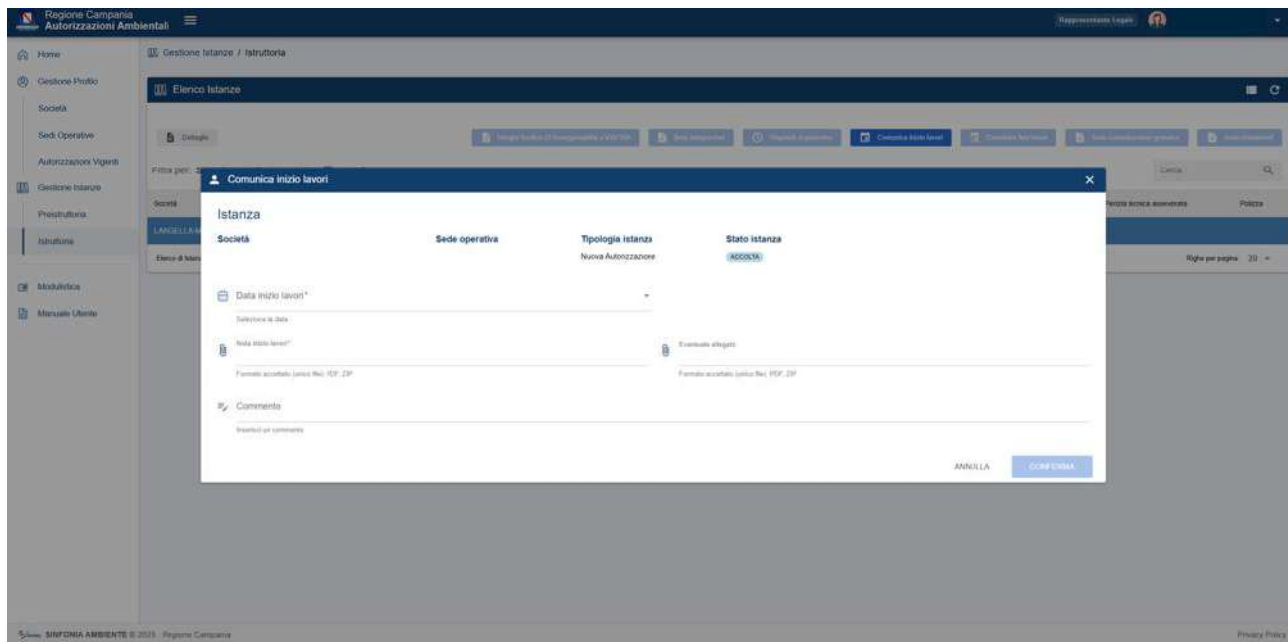 Regione Campania
Autorizzazioni Ambientali
Rappresentante Legale
Home
Gestione Profilo
Società
Sedi Operative
Autorizzazioni Vigenti
Gestione Istanze
Preistruttoria
Istruttoria
Modulistica
Manuale Utente
Gestione Istanze / Istruttoria
Elenco Istanze
Dettaglio
Comunica inizio lavori
Filtra per:
Cerca
Società
Perizia tecnica asseverata
Polizza
Righe per pagina 20
Comunica inizio lavori
Istanza
Società
Sede operativa
Tipologia istanza
Stato istanza
Nuova Autorizzazione
ACCOLTA
Data inizio lavori*
Seleziona la data
Nota inizio lavori*
Eventuale allegato
Formato accettato (unico file): PDF, ZIP
Formato accettato (unico file): PDF, ZIP
Commento
Inserisci un commento
ANNULLA
CONFERMA
SINFONIA AMBIENTE © 2025 Regione Campania
Privacy Policy